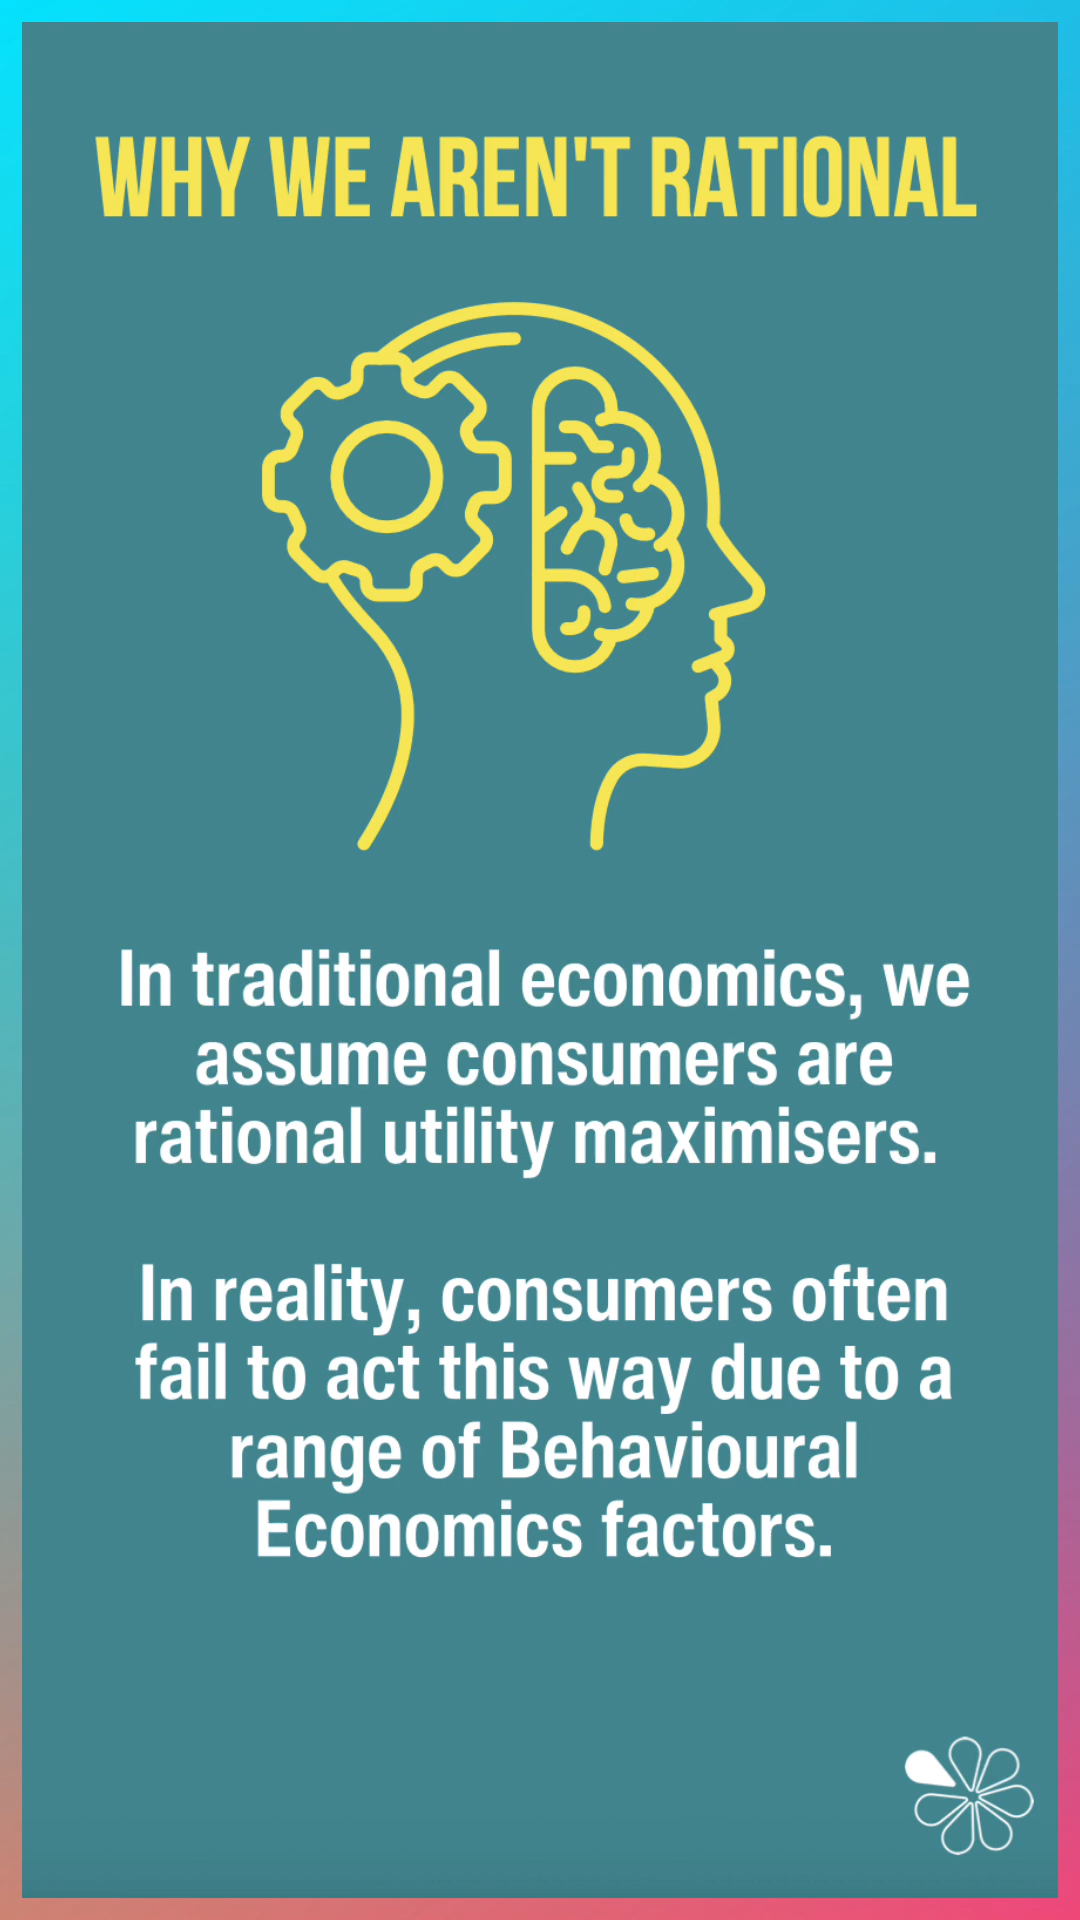 WHY WE AREN'T RATIONAL
In traditional economics, we
assume consumers are
rational utility maximisers.
In reality, consumers often
fail to act this way due to a
range of Behavioural
Economics factors.